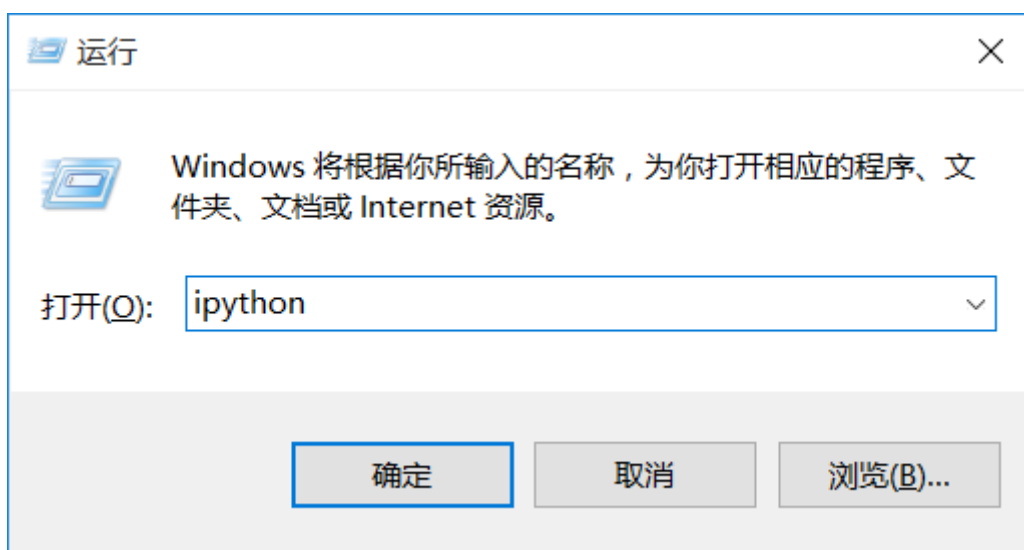 运行
Windows 将根据你所输入的名称，为你打开相应的程序、文
件夹、文档或 Internet 资源。
打开(O):
ipython
确定
取消
浏览(B)...